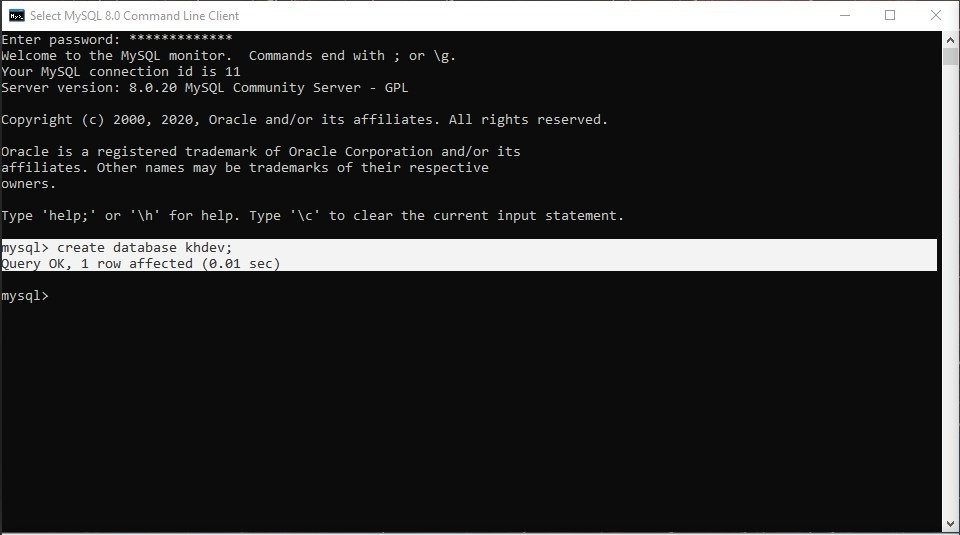 Select MySQL 8.0 Command Line Client
Enter password: *************
Welcome to the MySQL monitor.  Commands end with ; or \g.
Your MySQL connection id is 11
Server version: 8.0.20 MySQL Community Server - GPL
Copyright (c) 2000, 2020, Oracle and/or its affiliates. All rights reserved.
Oracle is a registered trademark of Oracle Corporation and/or its
affiliates. Other names may be trademarks of their respective
owners.
Type 'help;' or '\h' for help. Type '\c' to clear the current input statement.
mysql> create database khdev;
Query OK, 1 row affected (0.01 sec)
mysql>